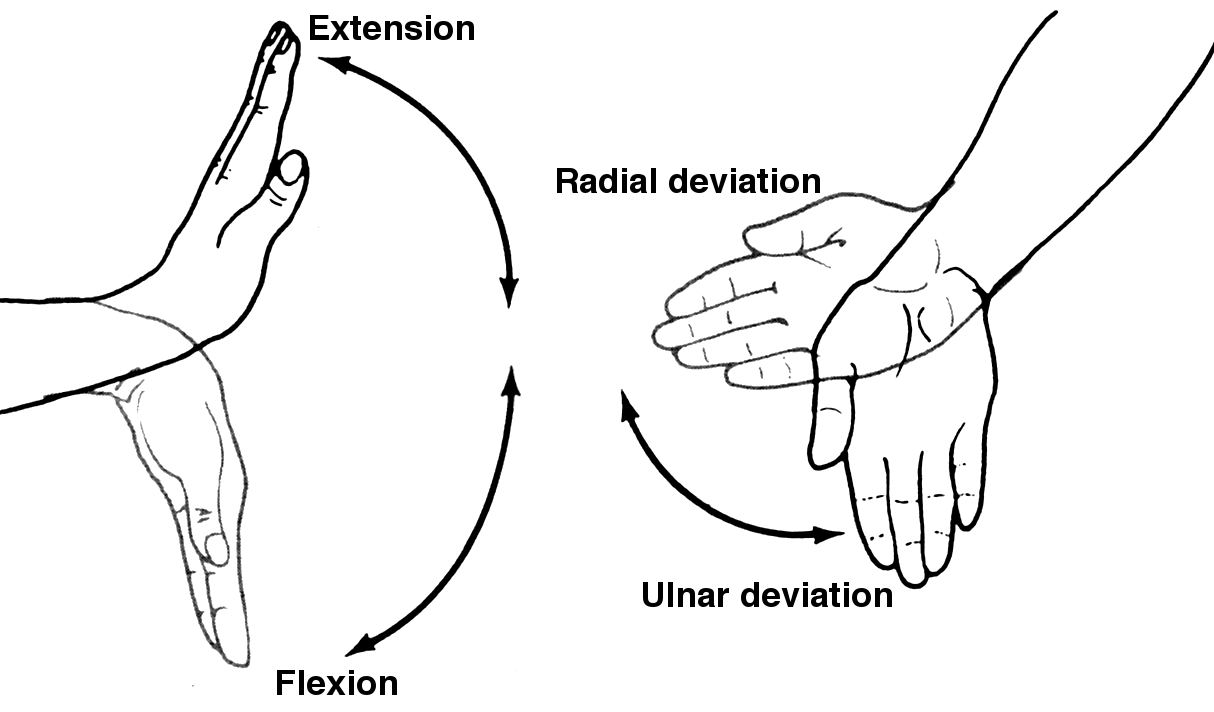 Extension
Radial deviation
Ulnar deviation
Flexion